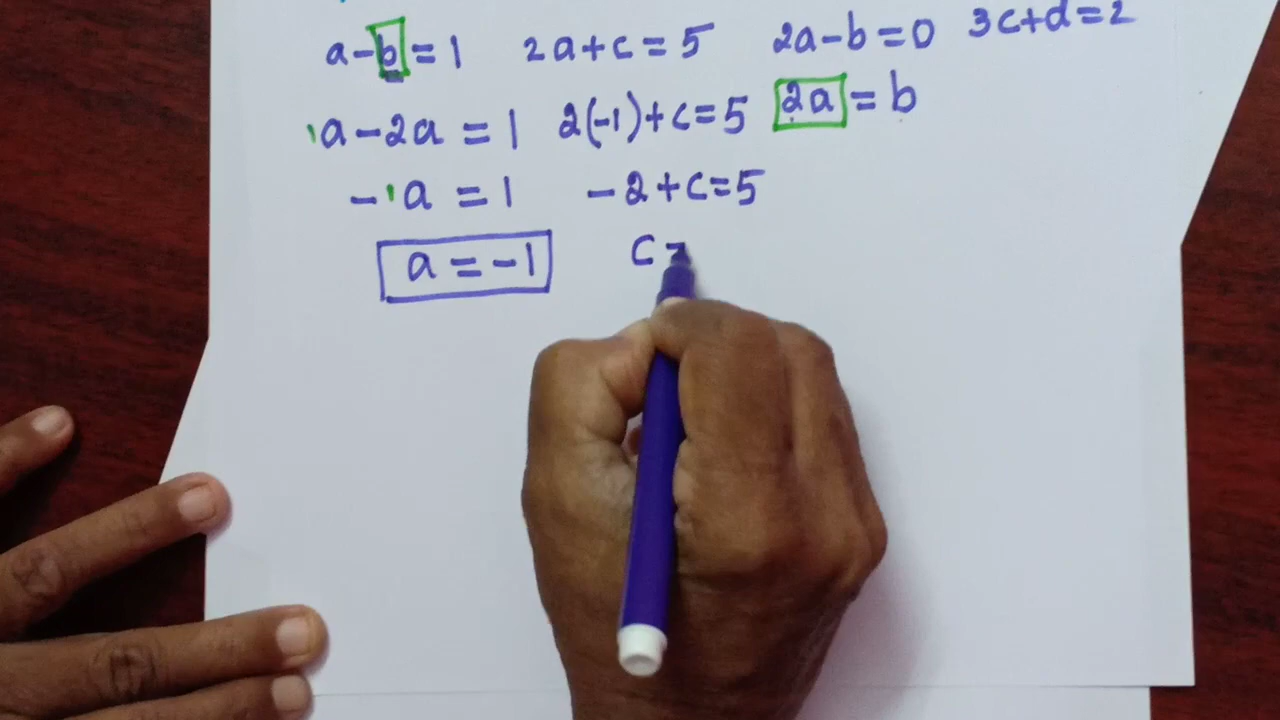 a-b=1 2a+c=5 2a-b=0 3c+d=2
'a-2a=1 2(-1)+c=5 2a=b
-'a=1 -2+c=5
a=-1 c=